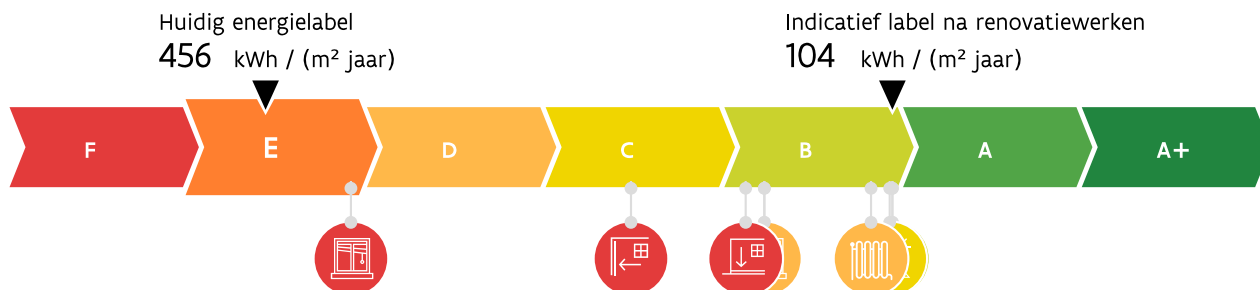 Huidig energielabel
456 kWh / (m² jaar)
Indicatief label na renovatiewerken
104 kWh / (m² jaar)
F E D C B A A+